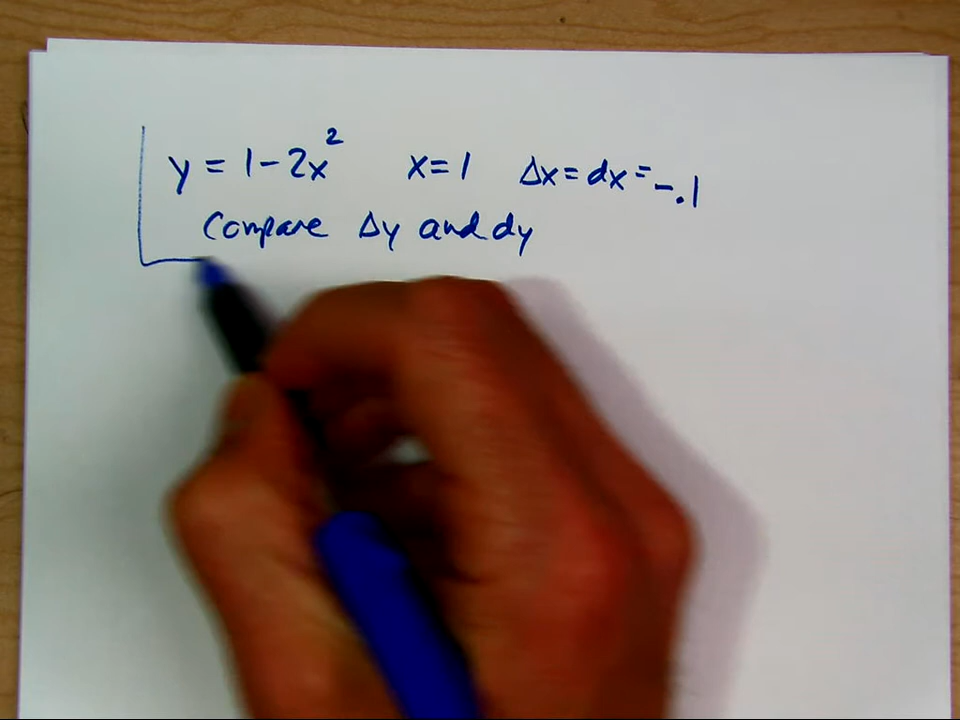 y = 1 - 2x² x = 1 Δx = dx = -.1
Compare Δy and dy